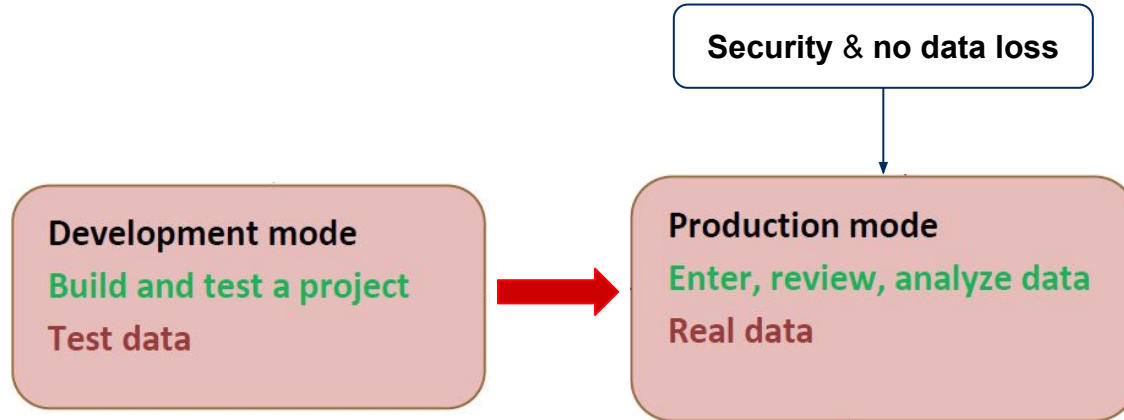 Security & no data loss
Development mode
Build and test a project
Test data
Production mode
Enter, review, analyze data
Real data